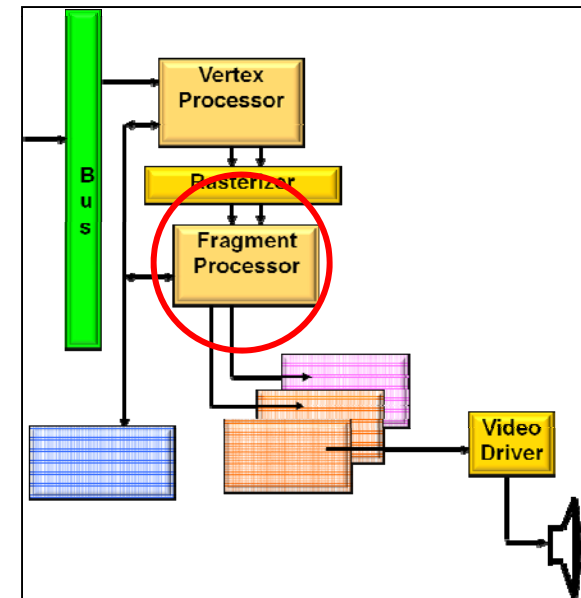 Vertex
Processor
B
u
s
Rasterizer
Fragment
Processor
Video
Driver